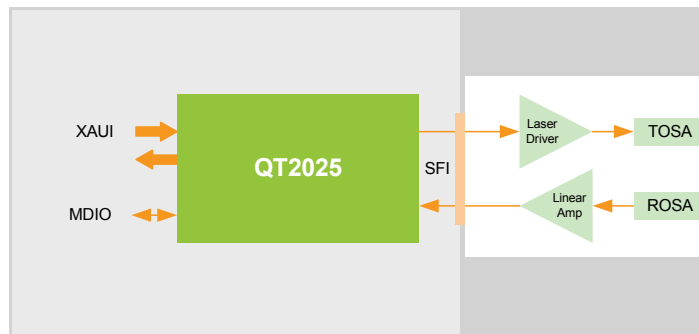 XAUI
MDIO
QT2025
SFI
Laser
Driver
TOSA
Linear
Amp
ROSA